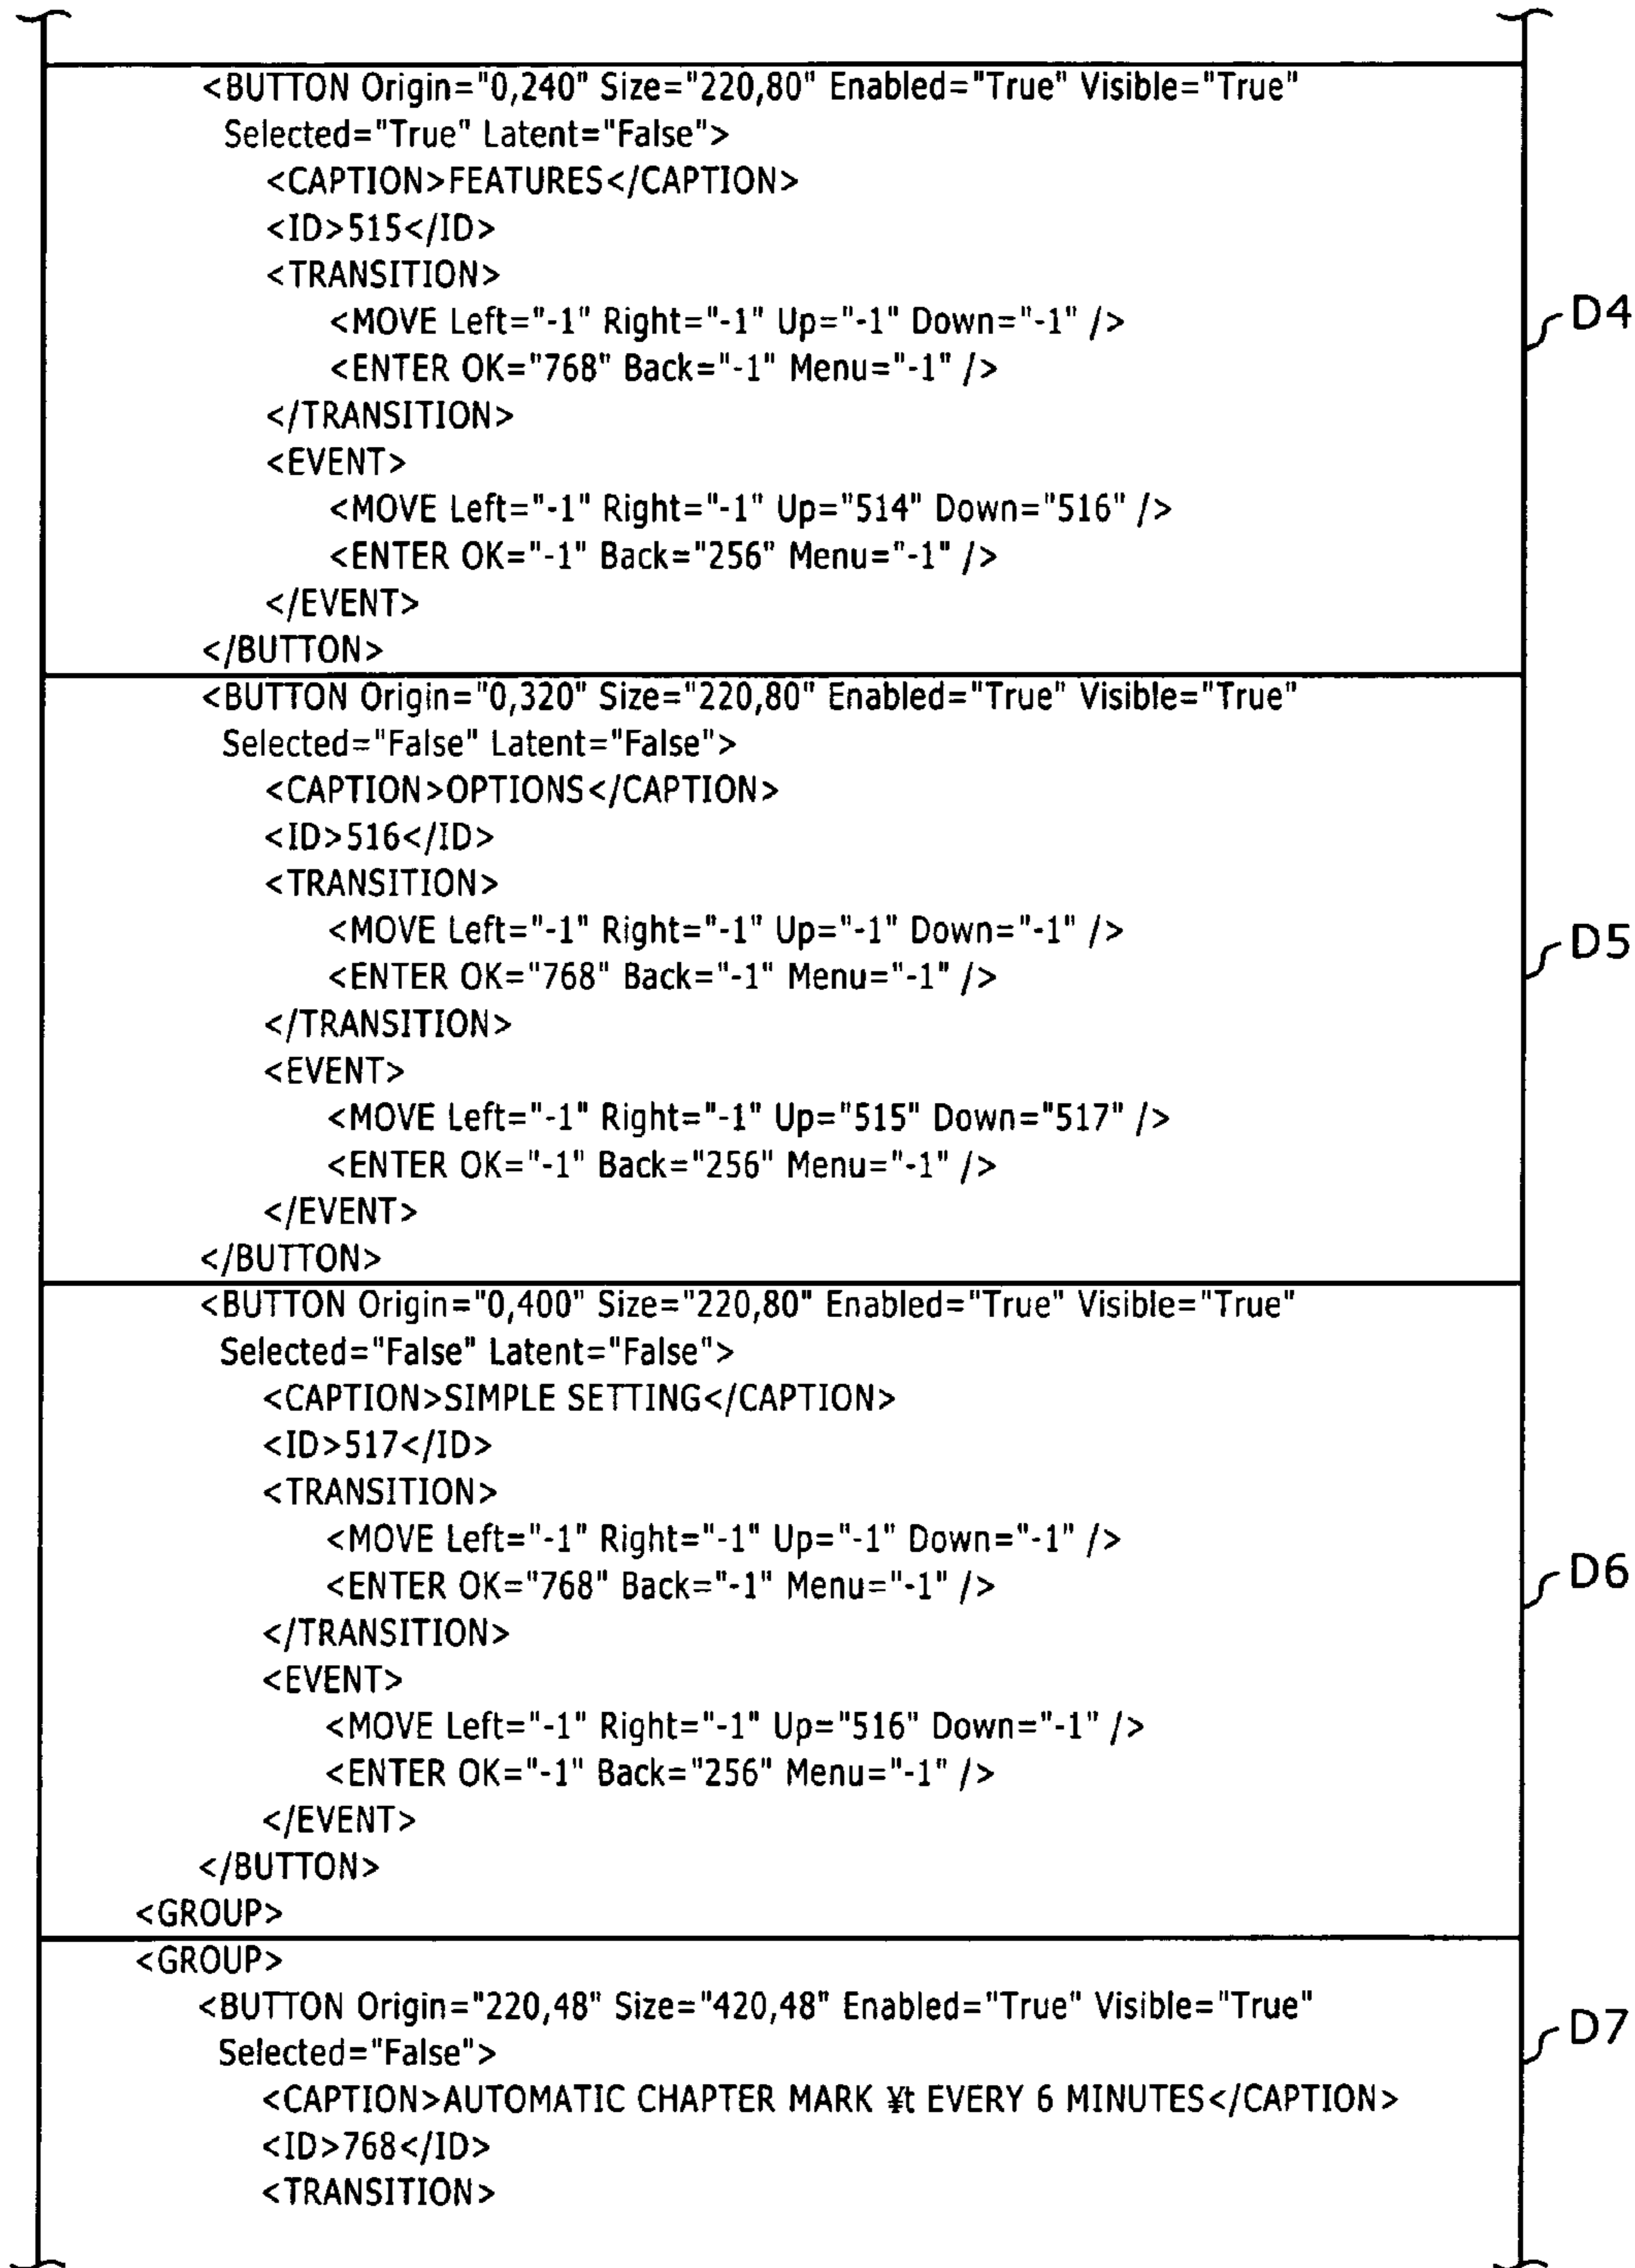 <BUTTON Origin="0,240" Size="220,80" Enabled="True" Visible="True"
Selected="True" Latent="False">
<CAPTION>FEATURES</CAPTION>
<ID>515</ID>
<TRANSITION>
<MOVE Left="-1" Right="-1" Up="-1" Down="-1" />
D4
<ENTER OK="768" Back="-1" Menu="-1" />
</TRANSITION>
<EVENT>
<MOVE Left="-1" Right="-1" Up="514" Down="516" />
<ENTER OK="-1" Back="256" Menu="-1" />
</EVENT>
</BUTTON>
<BUTTON Origin="0,320" Size="220,80" Enabled="True" Visible="True"
Selected="False" Latent="False">
<CAPTION>OPTIONS</CAPTION>
<ID>516</ID>
<TRANSITION>
<MOVE Left="-1" Right="-1" Up="-1" Down="-1" />
D5
<ENTER OK="768" Back="-1" Menu="-1" />
</TRANSITION>
<EVENT>
<MOVE Left="-1" Right="-1" Up="515" Down="517" />
<ENTER OK="-1" Back="256" Menu="-1" />
</EVENT>
</BUTTON>
<BUTTON Origin="0,400" Size="220,80" Enabled="True" Visible="True"
Selected="False" Latent="False">
<CAPTION>SIMPLE SETTING</CAPTION>
<ID>517</ID>
<TRANSITION>
<MOVE Left="-1" Right="-1" Up="-1" Down="-1" />
<ENTER OK="768" Back="-1" Menu="-1" />
D6
</TRANSITION>
<EVENT>
<MOVE Left="-1" Right="-1" Up="516" Down="-1" />
<ENTER OK="-1" Back="256" Menu="-1" />
</EVENT>
</BUTTON>
<GROUP>
<GROUP>
<BUTTON Origin="220,48" Size="420,48" Enabled="True" Visible="True"
D7
Selected="False">
<CAPTION>AUTOMATIC CHAPTER MARK ¥t EVERY 6 MINUTES</CAPTION>
<ID>768</ID>
<TRANSITION>